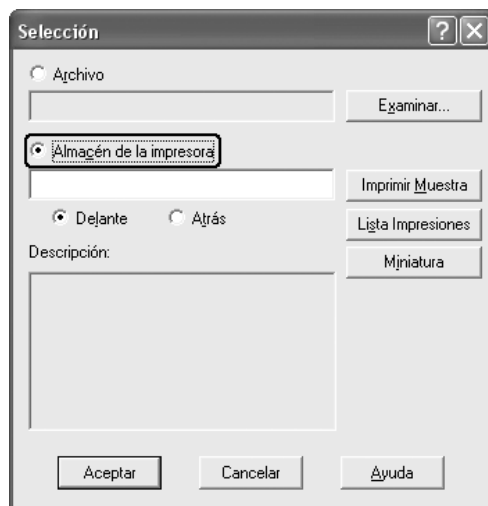 Selección
Archivo
Examinar...
Almacén de la impresora
Imprimir Muestra
Delante Atrás
Lista Impresiones
Descripción:
Miniatura
Aceptar Cancelar Ayuda